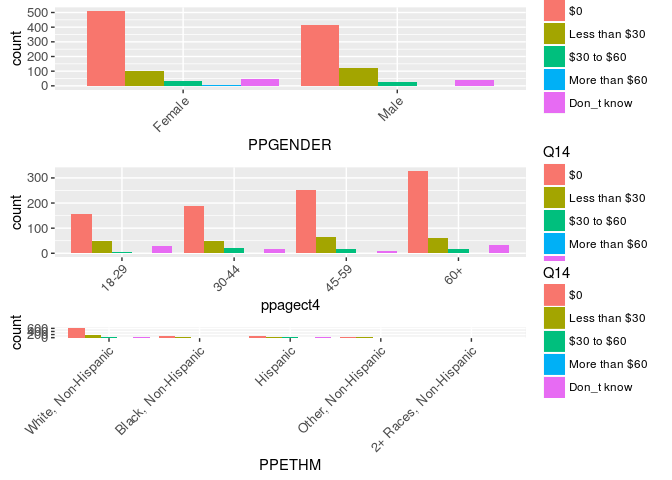 500
400
300
200
100
0
count
Female
Male
PPGENDER
$0
Less than $30
$30 to $60
More than $60
Don_t know
300
200
100
0
count
18-29
30-44
45-59
60+
ppagect4
Q14
$0
Less than $30
$30 to $60
More than $60
600
200
0
count
White, Non-Hispanic
Black, Non-Hispanic
Hispanic
Other, Non-Hispanic
2+ Races, Non-Hispanic
PPETHM
Q14
$0
Less than $30
$30 to $60
More than $60
Don_t know